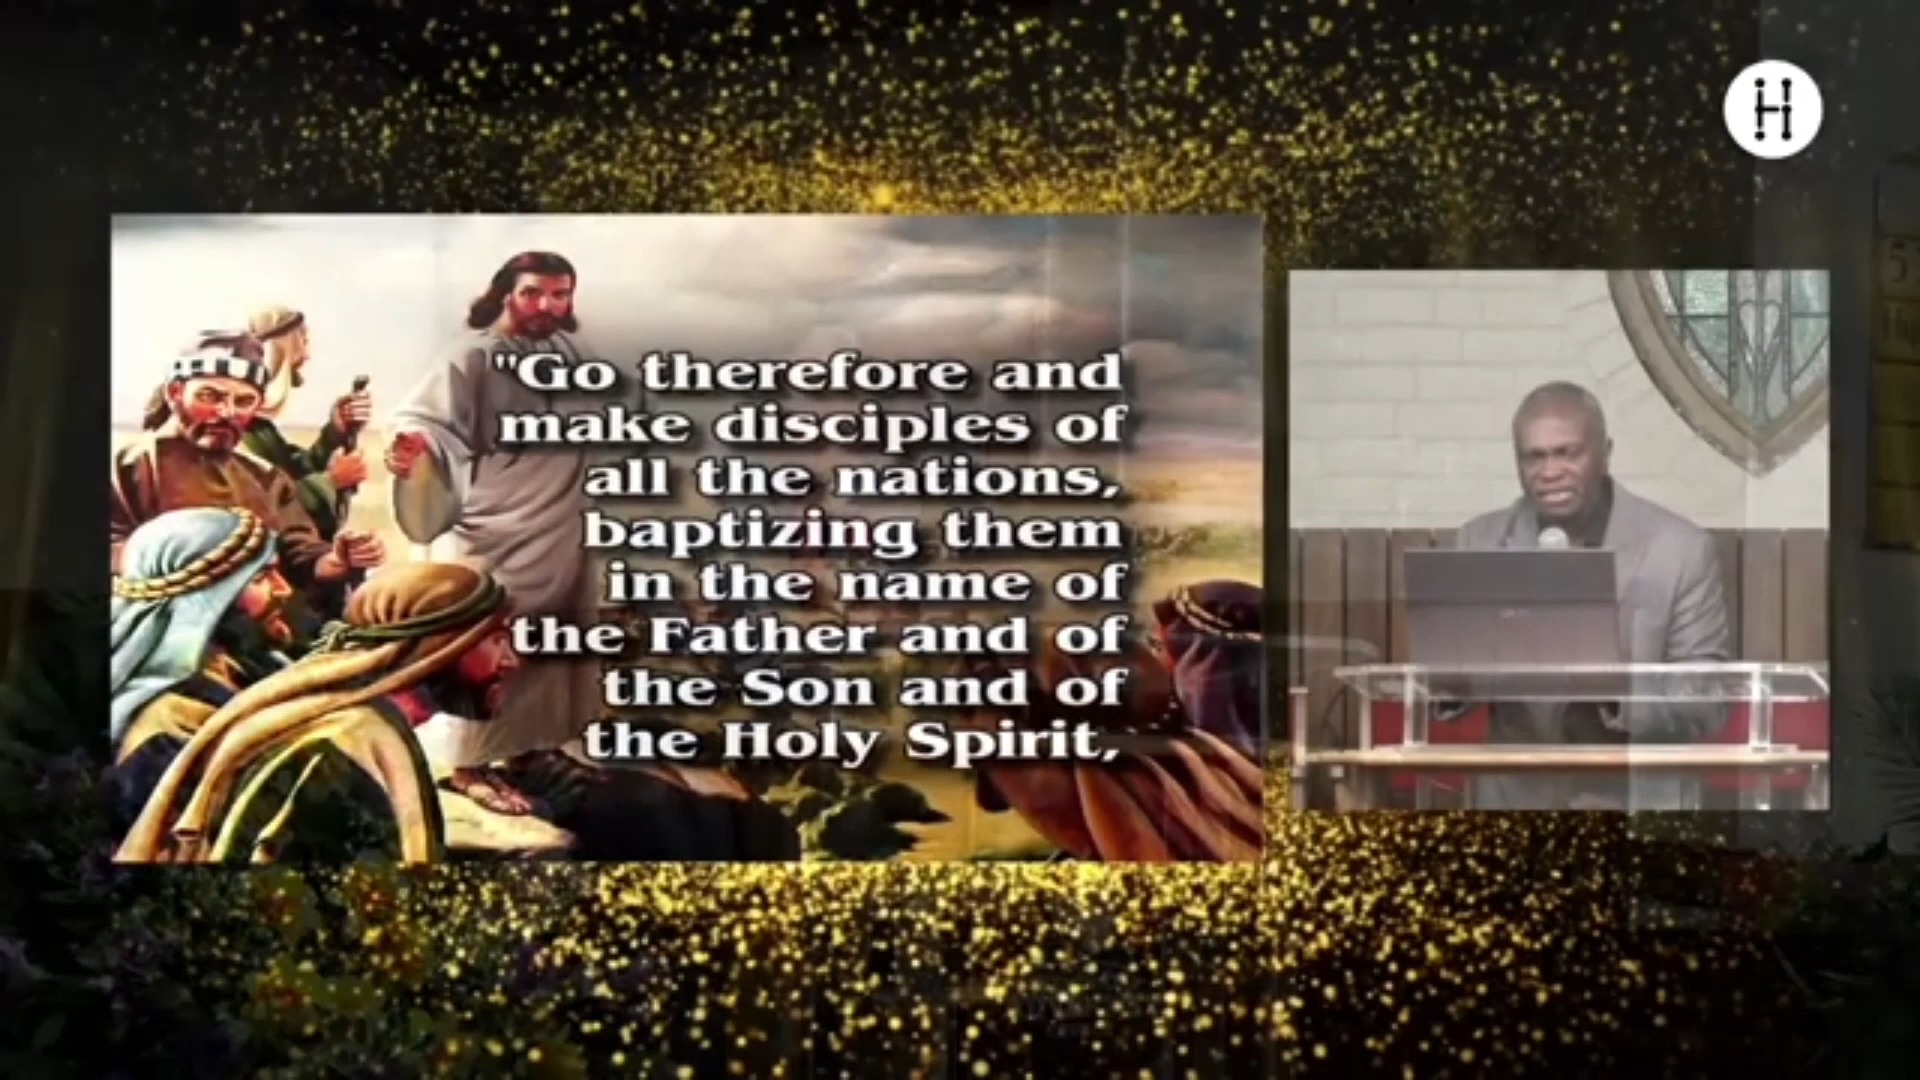 H
"Go therefore and
make disciples of
all the nations,
baptizing them
in the name of
the Father and of
the Son and of
the Holy Spirit,